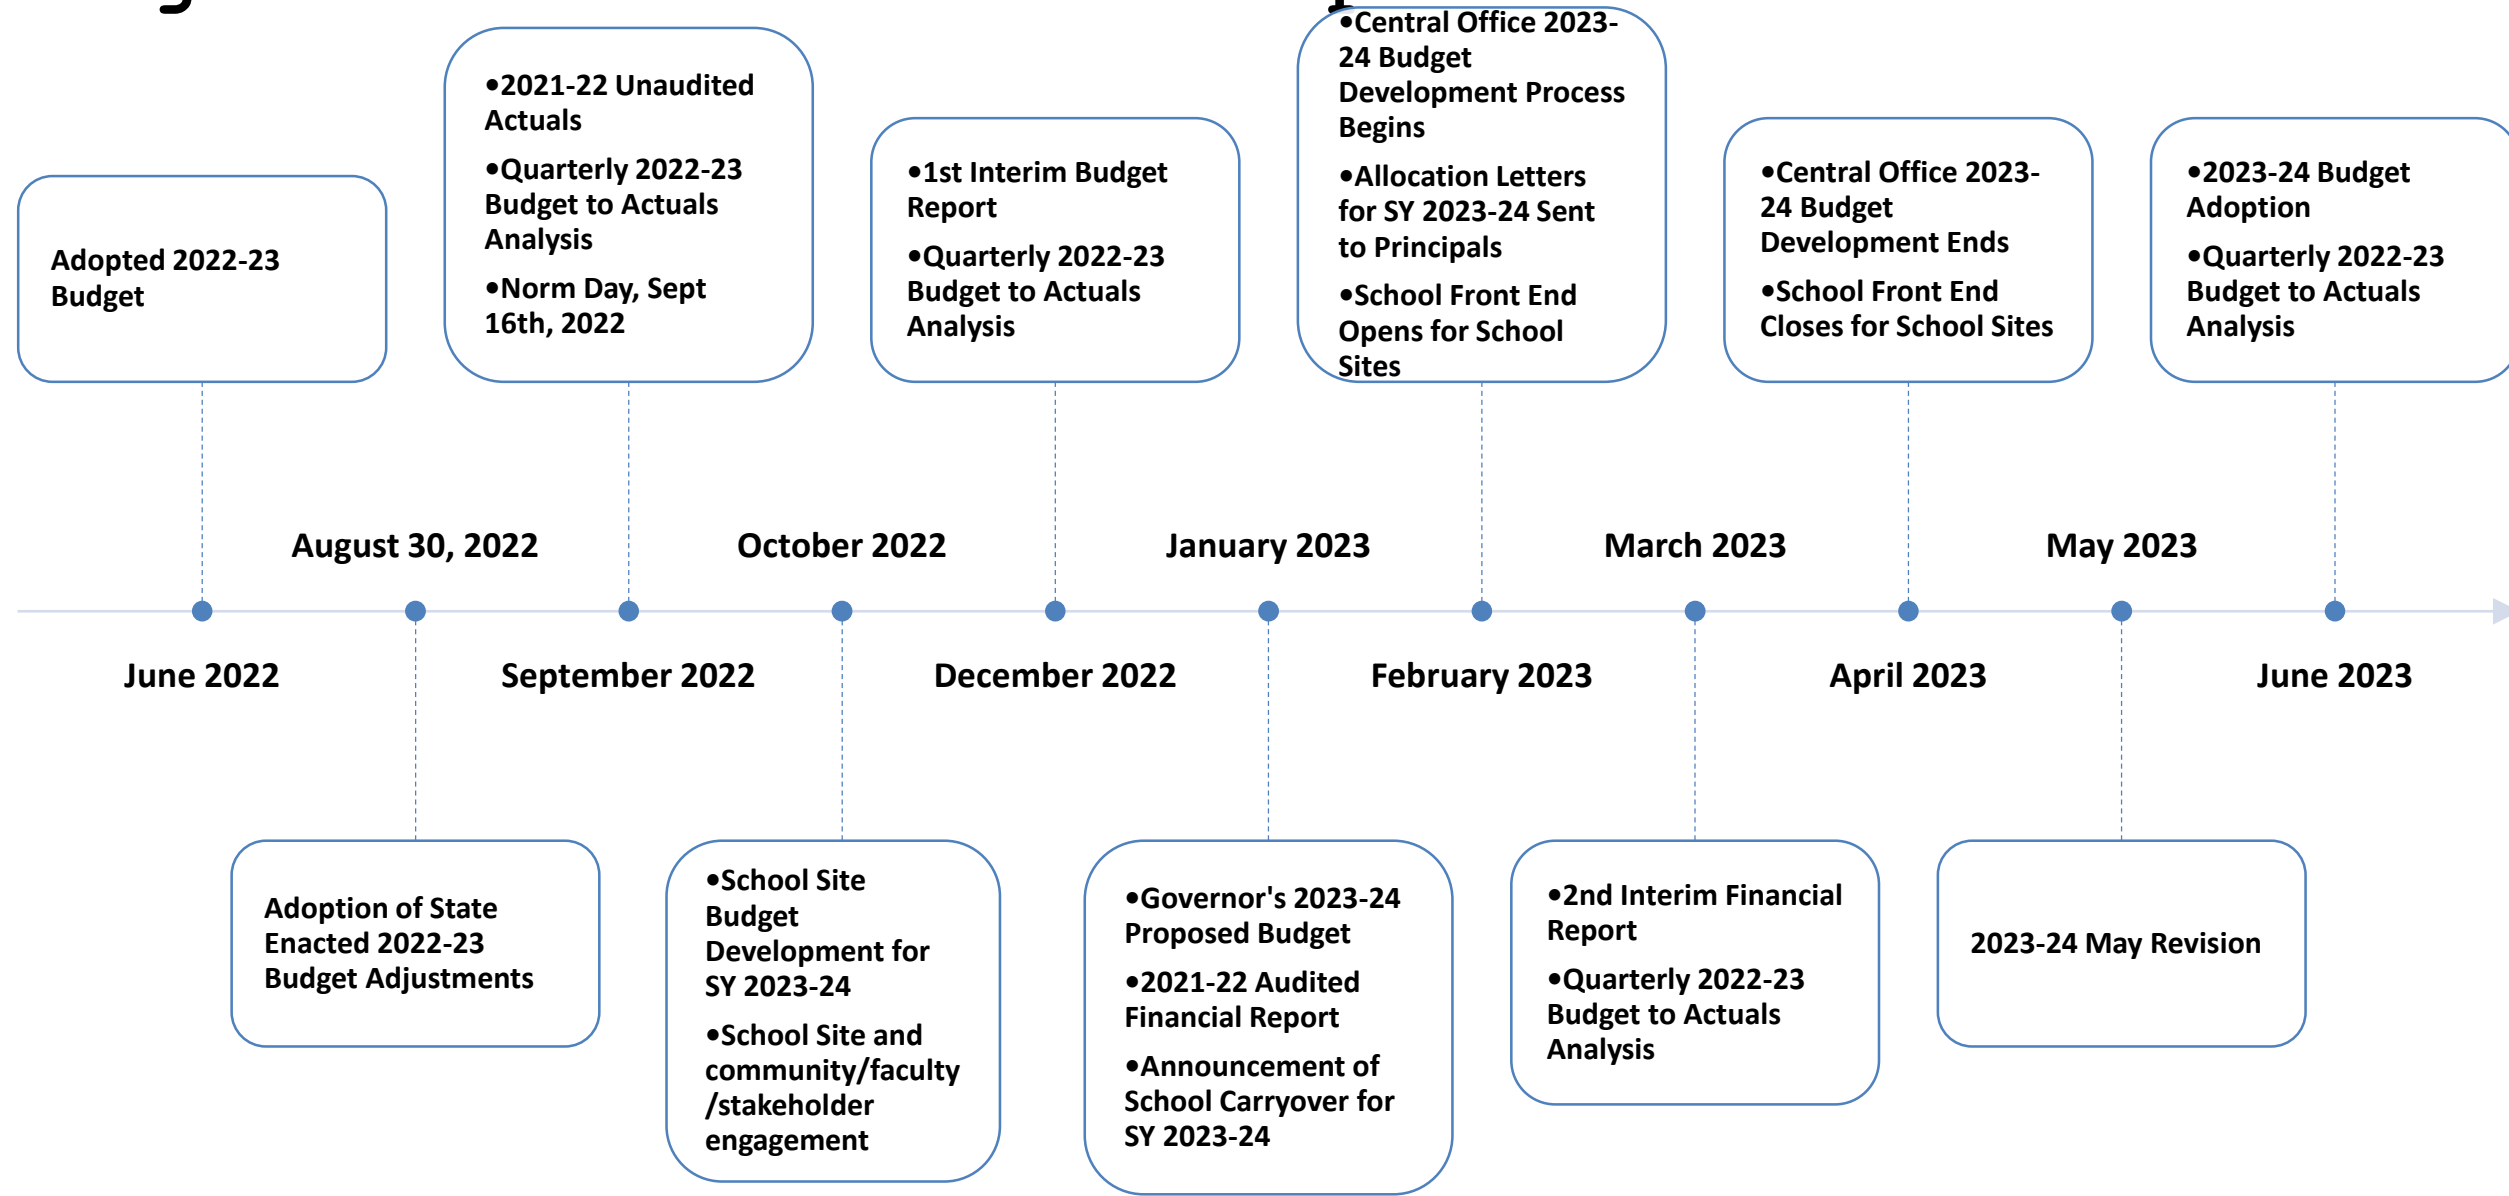 •Central Office 2023-
24 Budget
Development Process
Begins
•Allocation Letters
for SY 2023-24 Sent
to Principals
•School Front End
Opens for School
Sites
•2021-22 Unaudited
Actuals
•Quarterly 2022-23
Budget to Actuals
Analysis
•Norm Day, Sept
16th, 2022
•1st Interim Budget
Report
•Quarterly 2022-23
Budget to Actuals
Analysis
•Central Office 2023-
24 Budget
Development Ends
•School Front End
Closes for School Sites
•2023-24 Budget
Adoption
•Quarterly 2022-23
Budget to Actuals
Analysis
Adopted 2022-23
Budget
August 30, 2022
October 2022
January 2023
March 2023
May 2023
June 2022
September 2022
December 2022
February 2023
April 2023
June 2023
Adoption of State
Enacted 2022-23
Budget Adjustments
•School Site
Budget
Development for
SY 2023-24
•School Site and
community/faculty
/stakeholder
engagement
•Governor's 2023-24
Proposed Budget
•2021-22 Audited
Financial Report
•Announcement of
School Carryover for
SY 2023-24
•2nd Interim Financial
Report
•Quarterly 2022-23
Budget to Actuals
Analysis
2023-24 May Revision